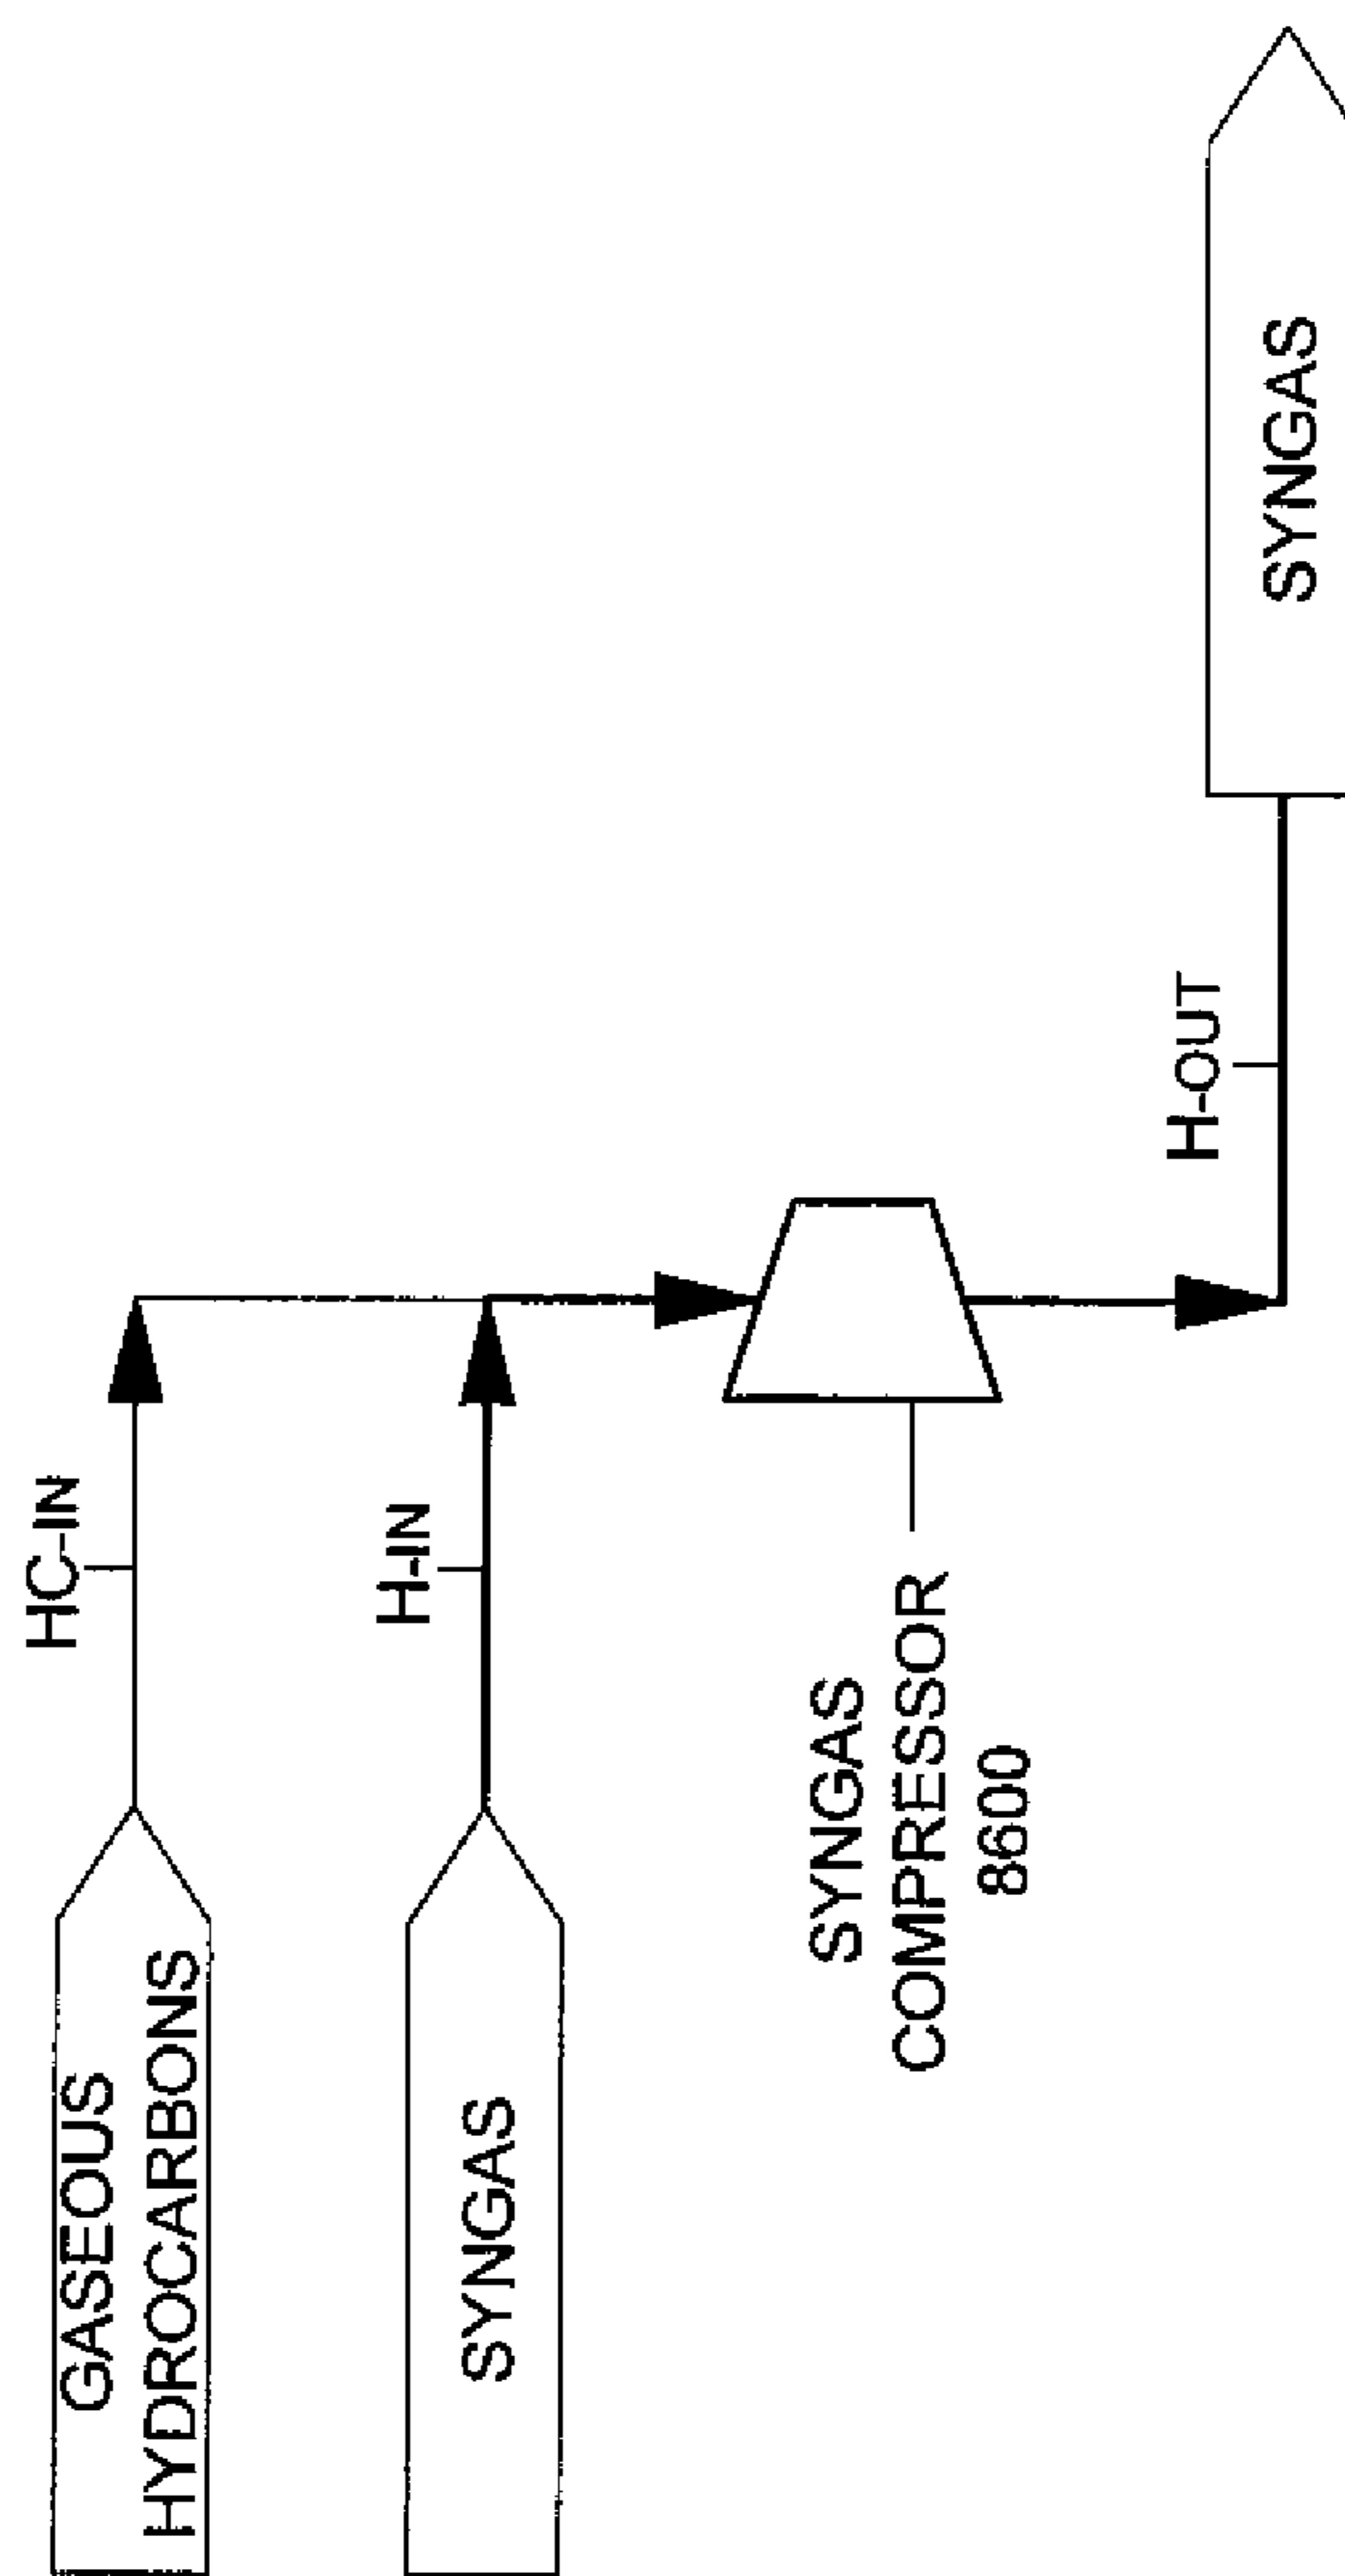 GASEOUS
HYDROCARBONS
HC-IN
SYNGAS
H-IN
SYNGAS
COMPRESSOR
8600
H-OUT
SYNGAS